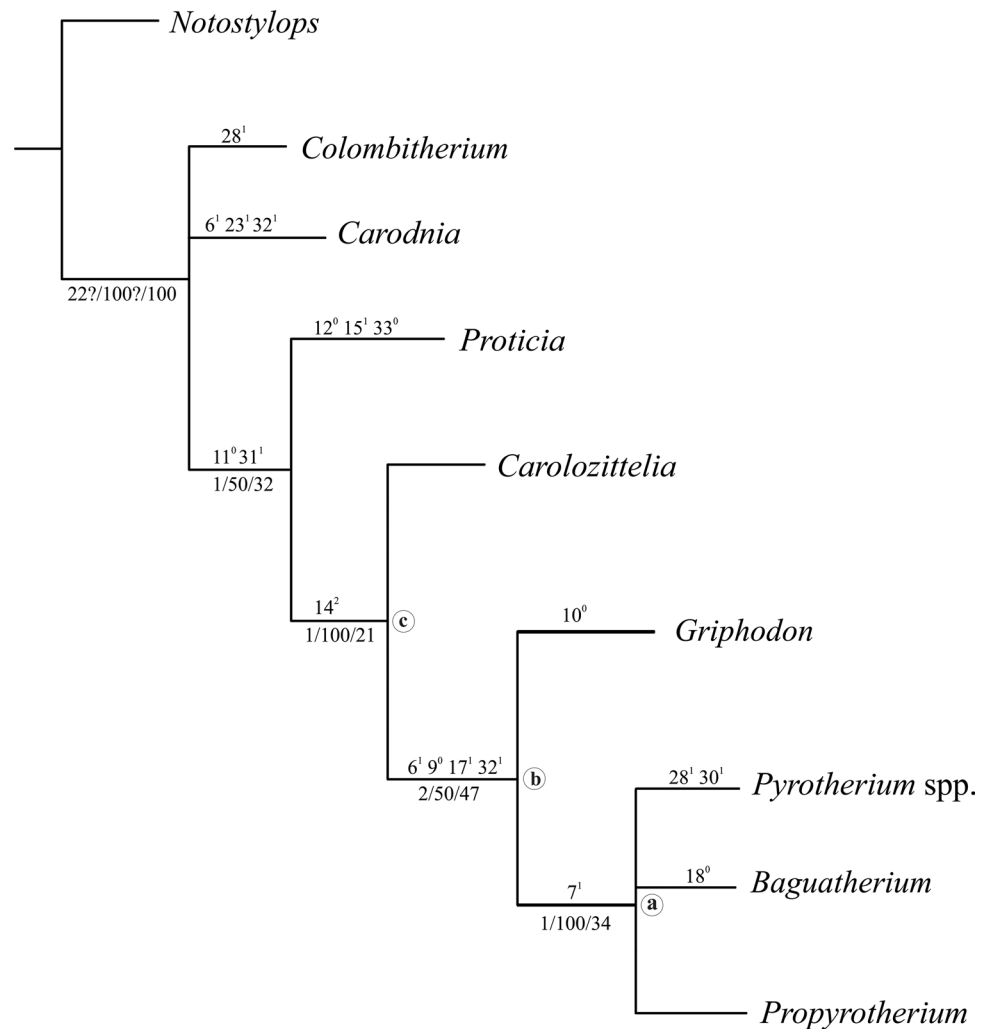 Notostylops
28¹
Colombitherium
6¹ 23¹ 32¹
Carodnia
22?/100?/100
12⁰ 15¹ 33⁰
Proticia
11⁰ 31¹
1/50/32
Carolozittelia
14²
1/100/21
c
10⁰
Griphodon
6¹ 9⁰ 17¹ 32¹
2/50/47
b
28¹ 30¹
Pyrotherium spp.
18⁰
Baguatherium
7¹
1/100/34
a
Propyrotherium